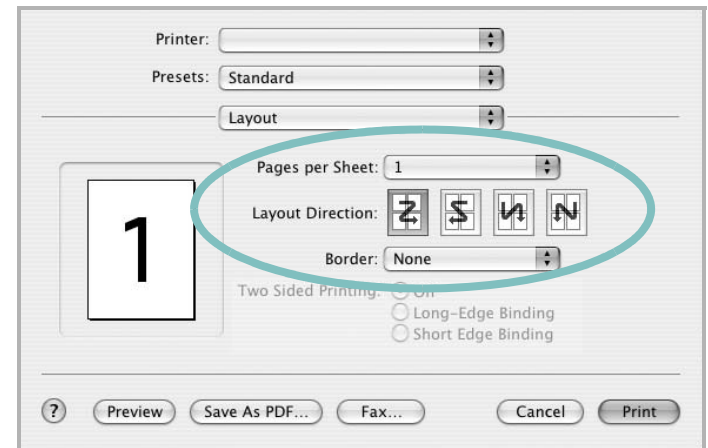 Printer:
Presets: Standard
Layout
Pages per Sheet: 1
Layout Direction:
1
Border: None
Two Sided Printing: Off
Long-Edge Binding
Short Edge Binding
? Preview Save As PDF... Fax... Cancel Print